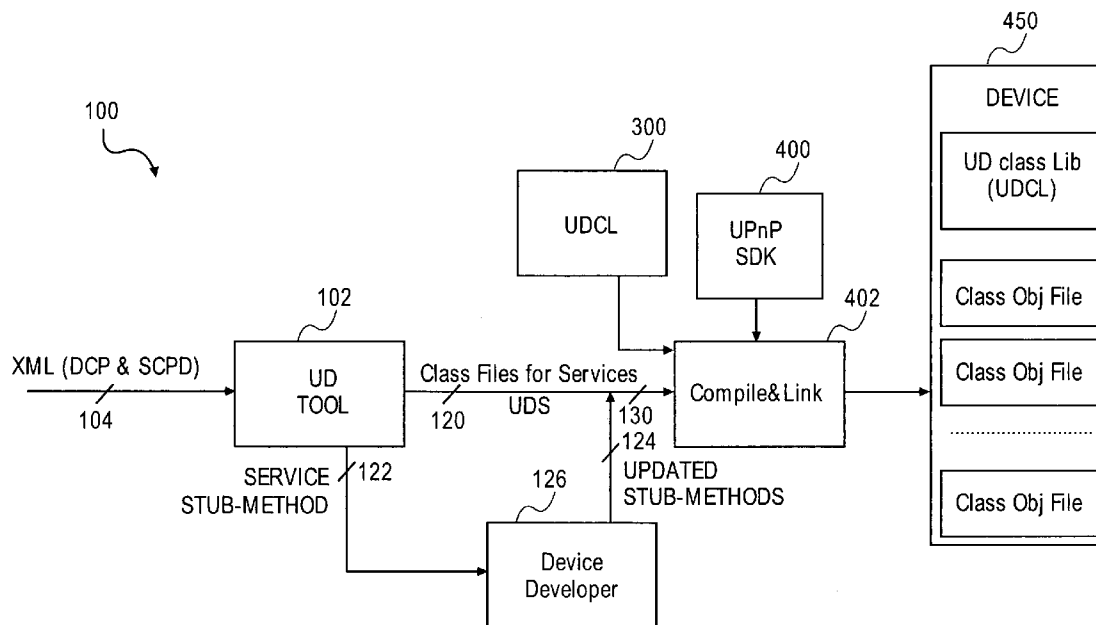 450
DEVICE
100
300
400
UD class Lib
(UDCL)
UDCL
UPnP
SDK
102
402
Class Obj File
XML (DCP & SCPD)
104
UD
TOOL
Class Files for Services
UDS
120
130
Compile&Link
Class Obj File
124
SERVICE
STUB-METHOD
122
UPDATED
STUB-METHODS
126
Class Obj File
Device
Developer